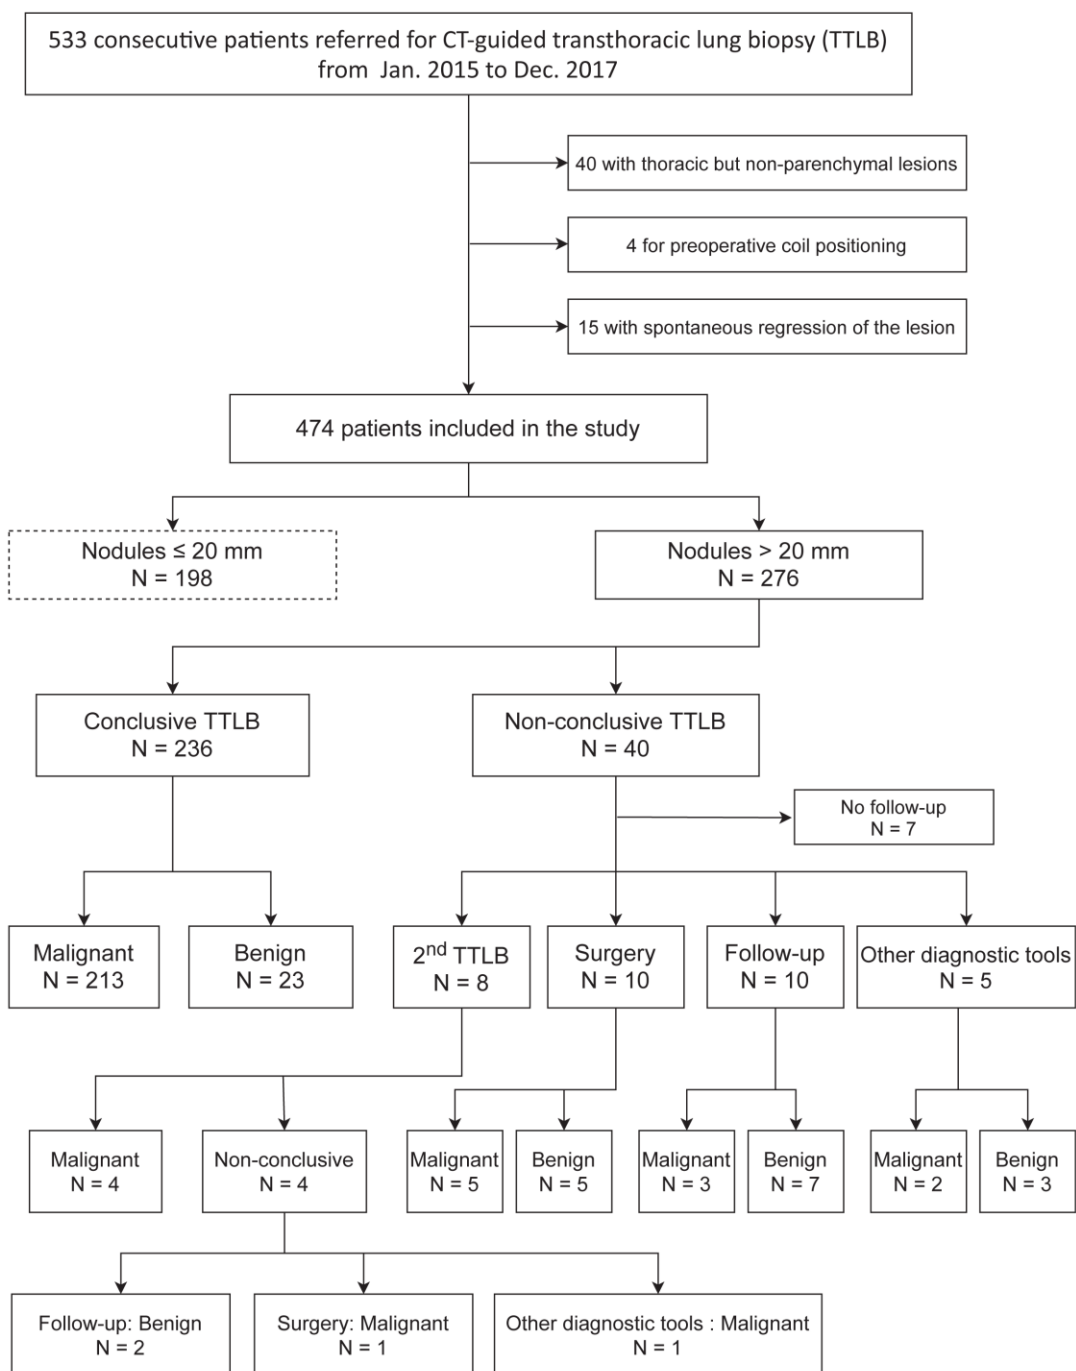 533 consecutive patients referred for CT-guided transthoracic lung biopsy (TTLB)
from Jan. 2015 to Dec. 2017
40 with thoracic but non-parenchymal lesions
4 for preoperative coil positioning
15 with spontaneous regression of the lesion
474 patients included in the study
Nodules ≤ 20 mm
N = 198
Nodules > 20 mm
N = 276
Conclusive TTLB
N = 236
Non-conclusive TTLB
N = 40
No follow-up
N = 7
Malignant
N = 213
Benign
N = 23
2nd TTLB
N = 8
Surgery
N = 10
Follow-up
N = 10
Other diagnostic tools
N = 5
Malignant
N = 4
Non-conclusive
N = 4
Malignant
N = 5
Benign
N = 5
Malignant
N = 3
Benign
N = 7
Malignant
N = 2
Benign
N = 3
Follow-up: Benign
N = 2
Surgery: Malignant
N = 1
Other diagnostic tools : Malignant
N = 1